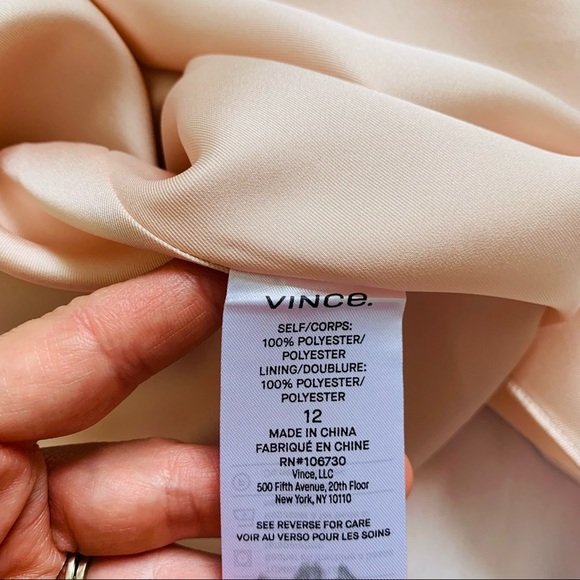 VINCE.
SELF/CORPS:
100% POLYESTER/
POLYESTER
LINING/DOUBLURE:
100% POLYESTER/
POLYESTER
12
MADE IN CHINA
FABRIQUÉ EN CHINE
RN#106730
Vince, LLC
500 Fifth Avenue, 20th Floor
New York, NY 10110
SEE REVERSE FOR CARE
VOIR AU VERSO POUR LES SOINS